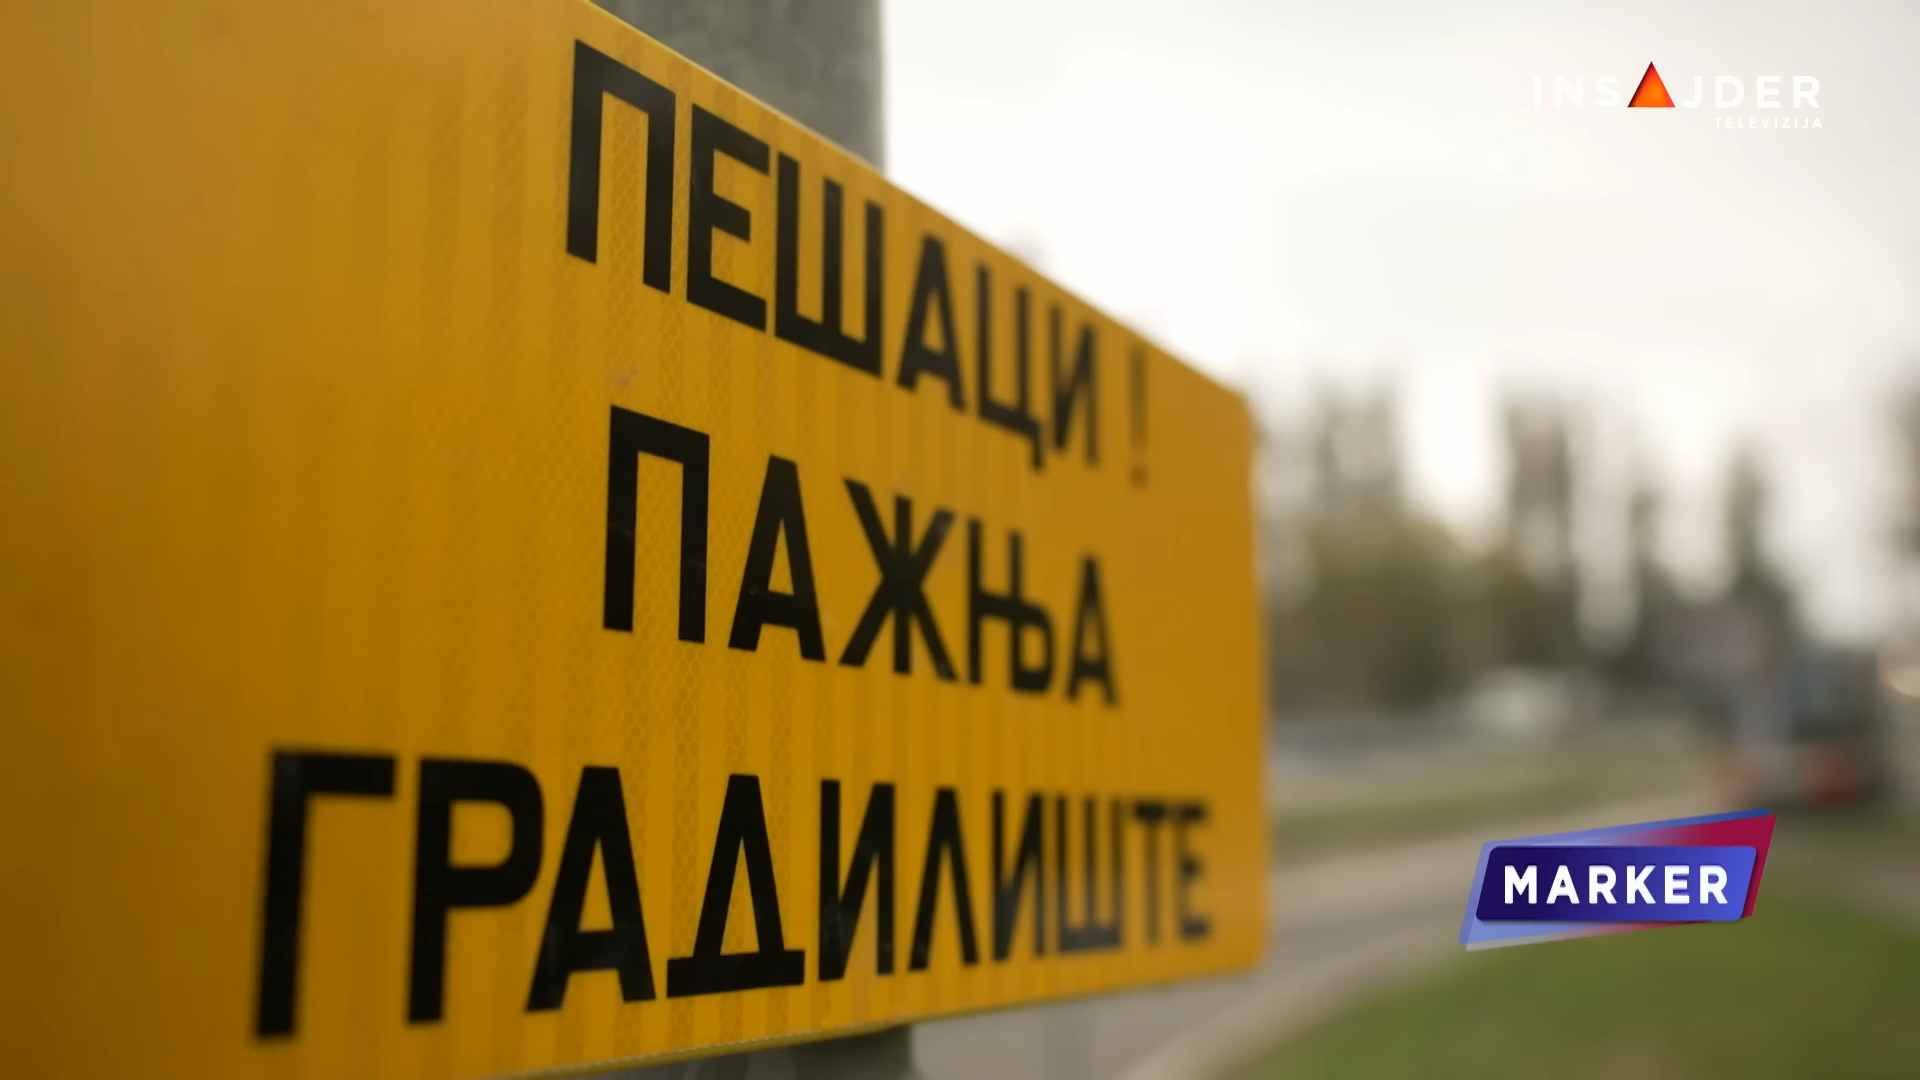 INSAJDER
TELEVIZIJA
ПЕШАЦИ !
ПАЖЊА
ГРАДИЛИШТЕ
MARKER